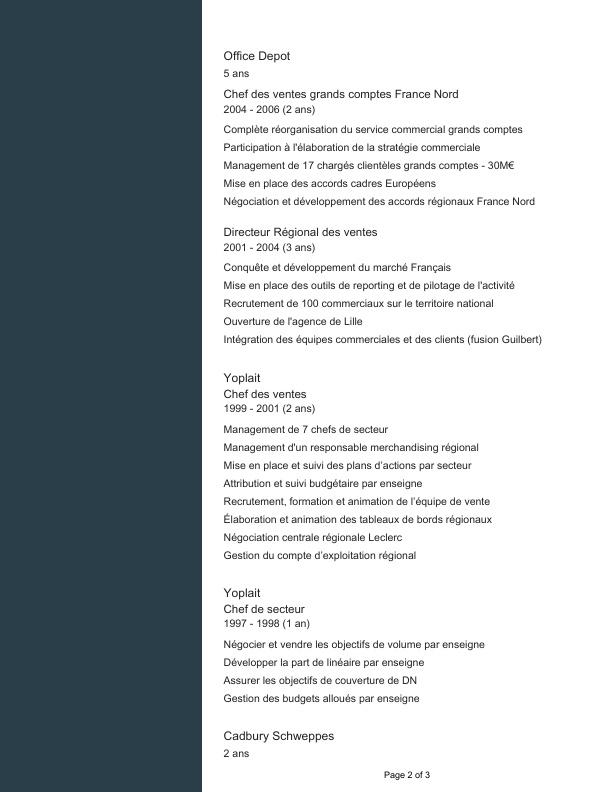 Office Depot
5 ans
Chef des ventes grands comptes France Nord
2004 - 2006 (2 ans)
Complète réorganisation du service commercial grands comptes
Participation à l'élaboration de la stratégie commerciale
Management de 17 chargés clientèles grands comptes - 30M€
Mise en place des accords cadres Européens
Négociation et développement des accords régionaux France Nord
Directeur Régional des ventes
2001 - 2004 (3 ans)
Conquête et développement du marché Français
Mise en place des outils de reporting et de pilotage de l'activité
Recrutement de 100 commerciaux sur le territoire national
Ouverture de l'agence de Lille
Intégration des équipes commerciales et des clients (fusion Guilbert)
Yoplait
Chef des ventes
1999 - 2001 (2 ans)
Management de 7 chefs de secteur
Management d'un responsable merchandising régional
Mise en place et suivi des plans d’actions par secteur
Attribution et suivi budgétaire par enseigne
Recrutement, formation et animation de l’équipe de vente
Élaboration et animation des tableaux de bords régionaux
Négociation centrale régionale Leclerc
Gestion du compte d’exploitation régional
Yoplait
Chef de secteur
1997 - 1998 (1 an)
Négocier et vendre les objectifs de volume par enseigne
Développer la part de linéaire par enseigne
Assurer les objectifs de couverture de DN
Gestion des budgets alloués par enseigne
Cadbury Schweppes
2 ans
Page 2 of 3